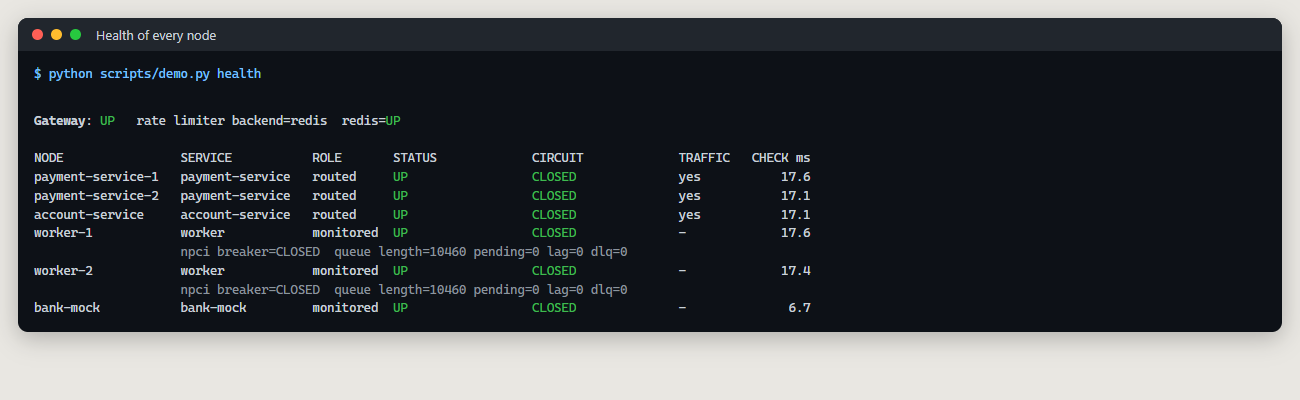 Health of every node
$ python scripts/demo.py health
Gateway: UP   rate limiter backend=redis  redis=UP
NODE                SERVICE           ROLE       STATUS             CIRCUIT             TRAFFIC   CHECK ms
payment-service-1   payment-service   routed     UP                 CLOSED              yes           17.6
payment-service-2   payment-service   routed     UP                 CLOSED              yes           17.1
account-service     account-service   routed     UP                 CLOSED              yes           17.1
worker-1            worker            monitored  UP                 CLOSED              -             17.6
                    npci breaker=CLOSED  queue length=10460 pending=0 lag=0 dlq=0
worker-2            worker            monitored  UP                 CLOSED              -             17.4
                    npci breaker=CLOSED  queue length=10460 pending=0 lag=0 dlq=0
bank-mock           bank-mock         monitored  UP                 CLOSED              -              6.7